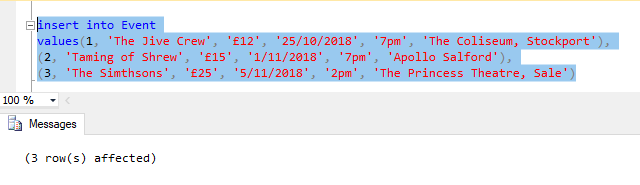 insert into Event
values(1, 'The Jive Crew', '£12', '25/10/2018', '7pm', 'The Coliseum, Stockport'),
(2, 'Taming of Shrew', '£15', '1/11/2018', '7pm', 'Apollo Salford'),
(3, 'The Simthsons', '£25', '5/11/2018', '2pm', 'The Princess Theatre, Sale')
100 %
Messages
(3 row(s) affected)